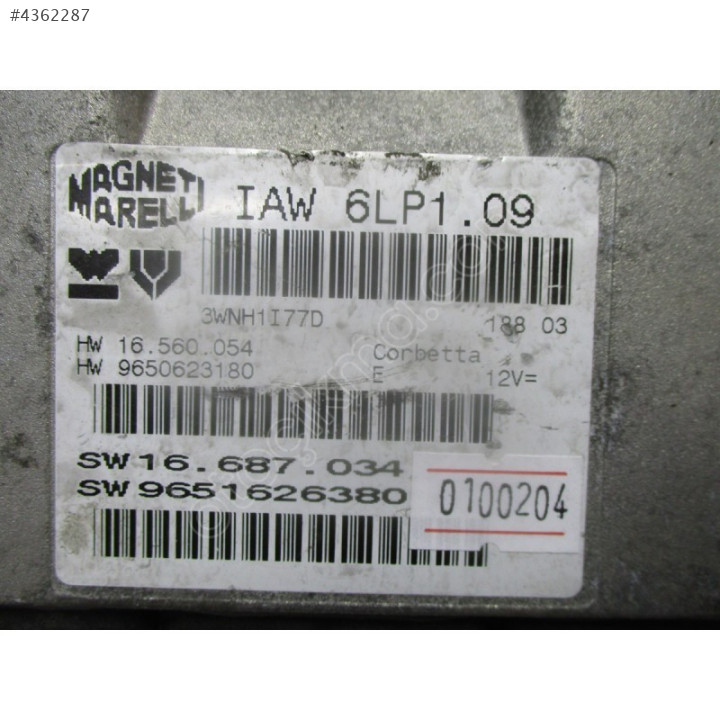 #4362287
MAGNETI
MARELLI
IAW 6LP1.09
3WNH1I77D 188 03
HW 16.560.054 Corbetta
HW 9650623180 E 12V=
SW 16.687.034
SW 9651626380
0100204